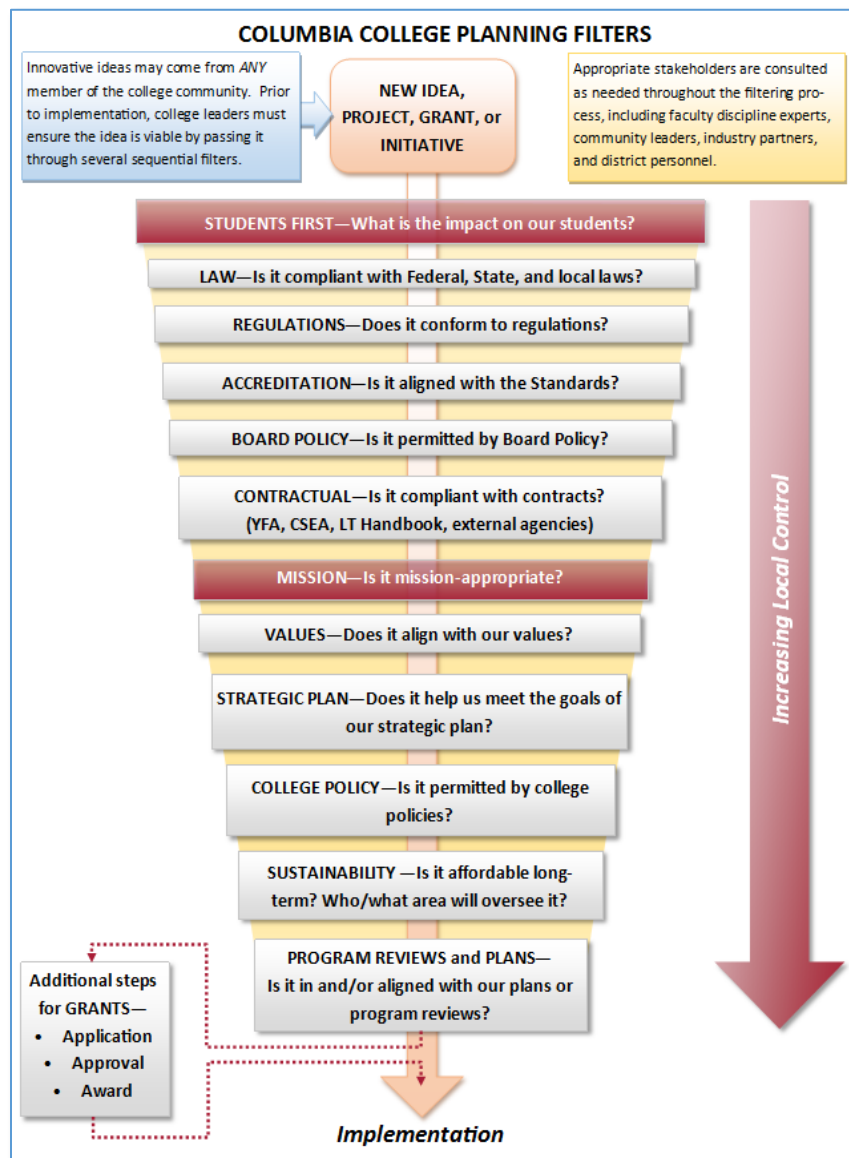 COLUMBIA COLLEGE PLANNING FILTERS
Innovative ideas may come from ANY
member of the college community.  Prior
to implementation, college leaders must
ensure the idea is viable by passing it
through several sequential filters.
NEW IDEA,
PROJECT, GRANT, or
INITIATIVE
Appropriate stakeholders are consulted
as needed throughout the filtering pro-
cess, including faculty discipline experts,
community leaders, industry partners,
and district personnel.
STUDENTS FIRST—What is the impact on our students?
LAW—Is it compliant with Federal, State, and local laws?
REGULATIONS—Does it conform to regulations?
ACCREDITATION—Is it aligned with the Standards?
BOARD POLICY—Is it permitted by Board Policy?
CONTRACTUAL—Is it compliant with contracts?
(YFA, CSEA, LT Handbook, external agencies)
MISSION—Is it mission-appropriate?
VALUES—Does it align with our values?
STRATEGIC PLAN—Does it help us meet the goals of
our strategic plan?
COLLEGE POLICY—Is it permitted by college
policies?
SUSTAINABILITY —Is it affordable long-
term? Who/what area will oversee it?
PROGRAM REVIEWS and PLANS—
Is it in and/or aligned with our plans or
program reviews?
Increasing Local Control
Additional steps
for GRANTS—
• Application
• Approval
• Award
Implementation